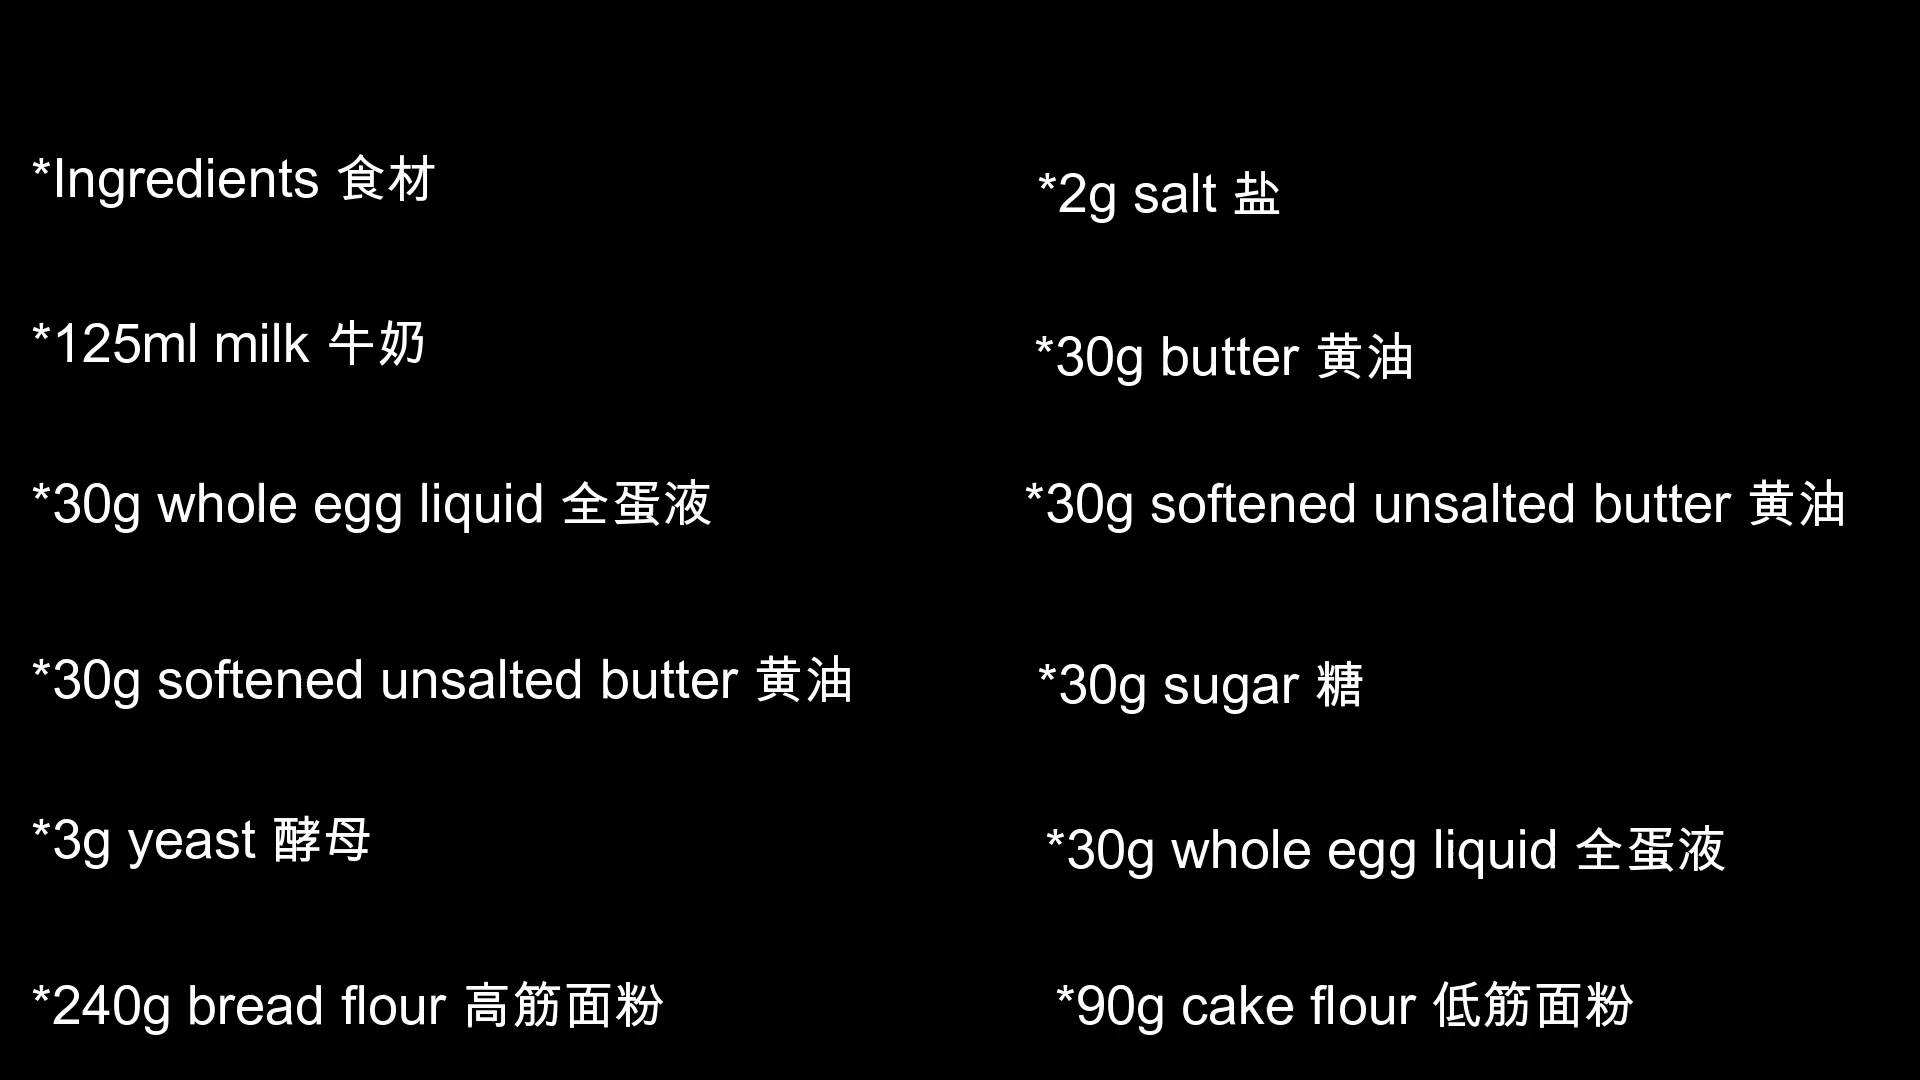 *Ingredients 食材
*125ml milk 牛奶
*30g whole egg liquid 全蛋液
*30g softened unsalted butter 黄油
*3g yeast 酵母
*240g bread flour 高筋面粉
*2g salt 盐
*30g butter 黄油
*30g softened unsalted butter 黄油
*30g sugar 糖
*30g whole egg liquid 全蛋液
*90g cake flour 低筋面粉